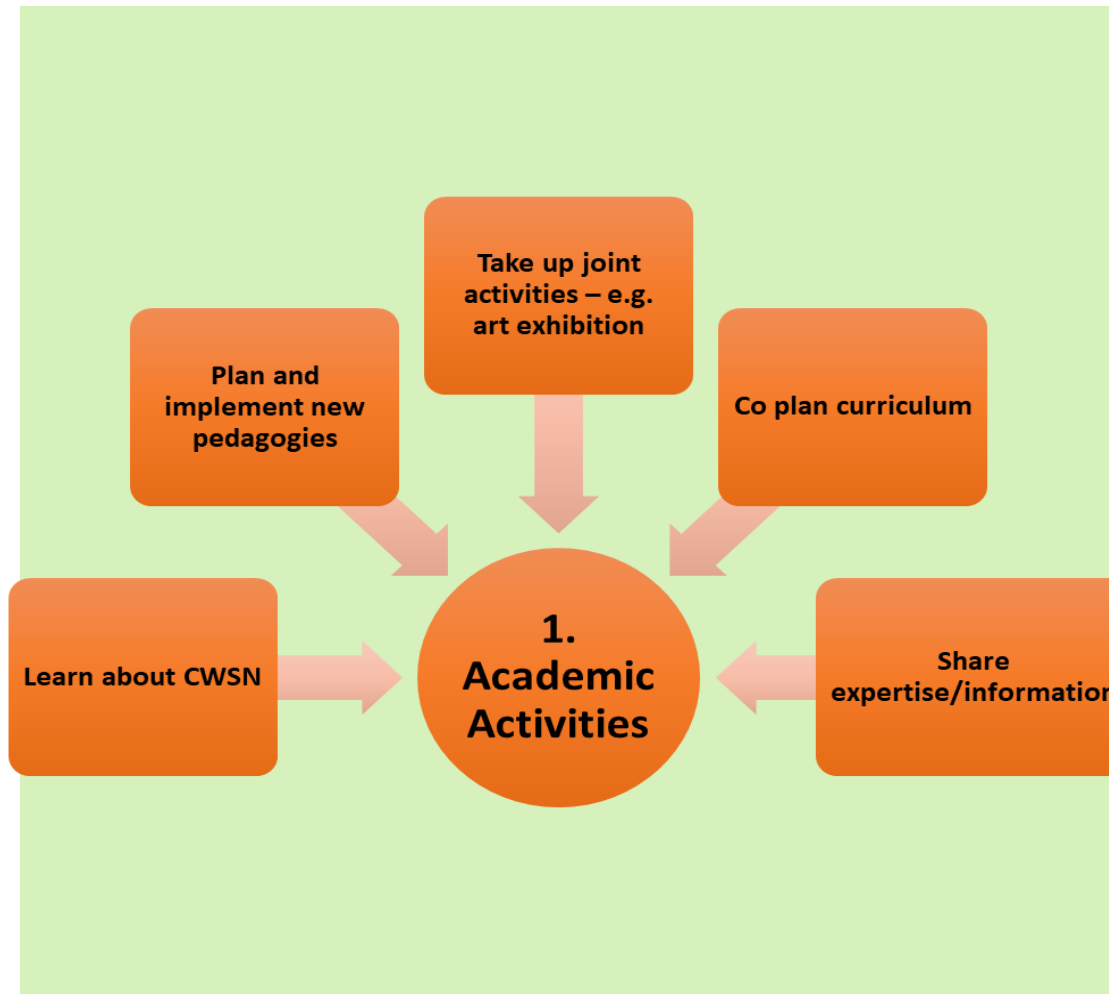 Take up joint
activities – e.g.
art exhibition
Plan and
implement new
pedagogies
Co plan curriculum
Learn about CWSN
1.
Academic
Activities
Share
expertise/information